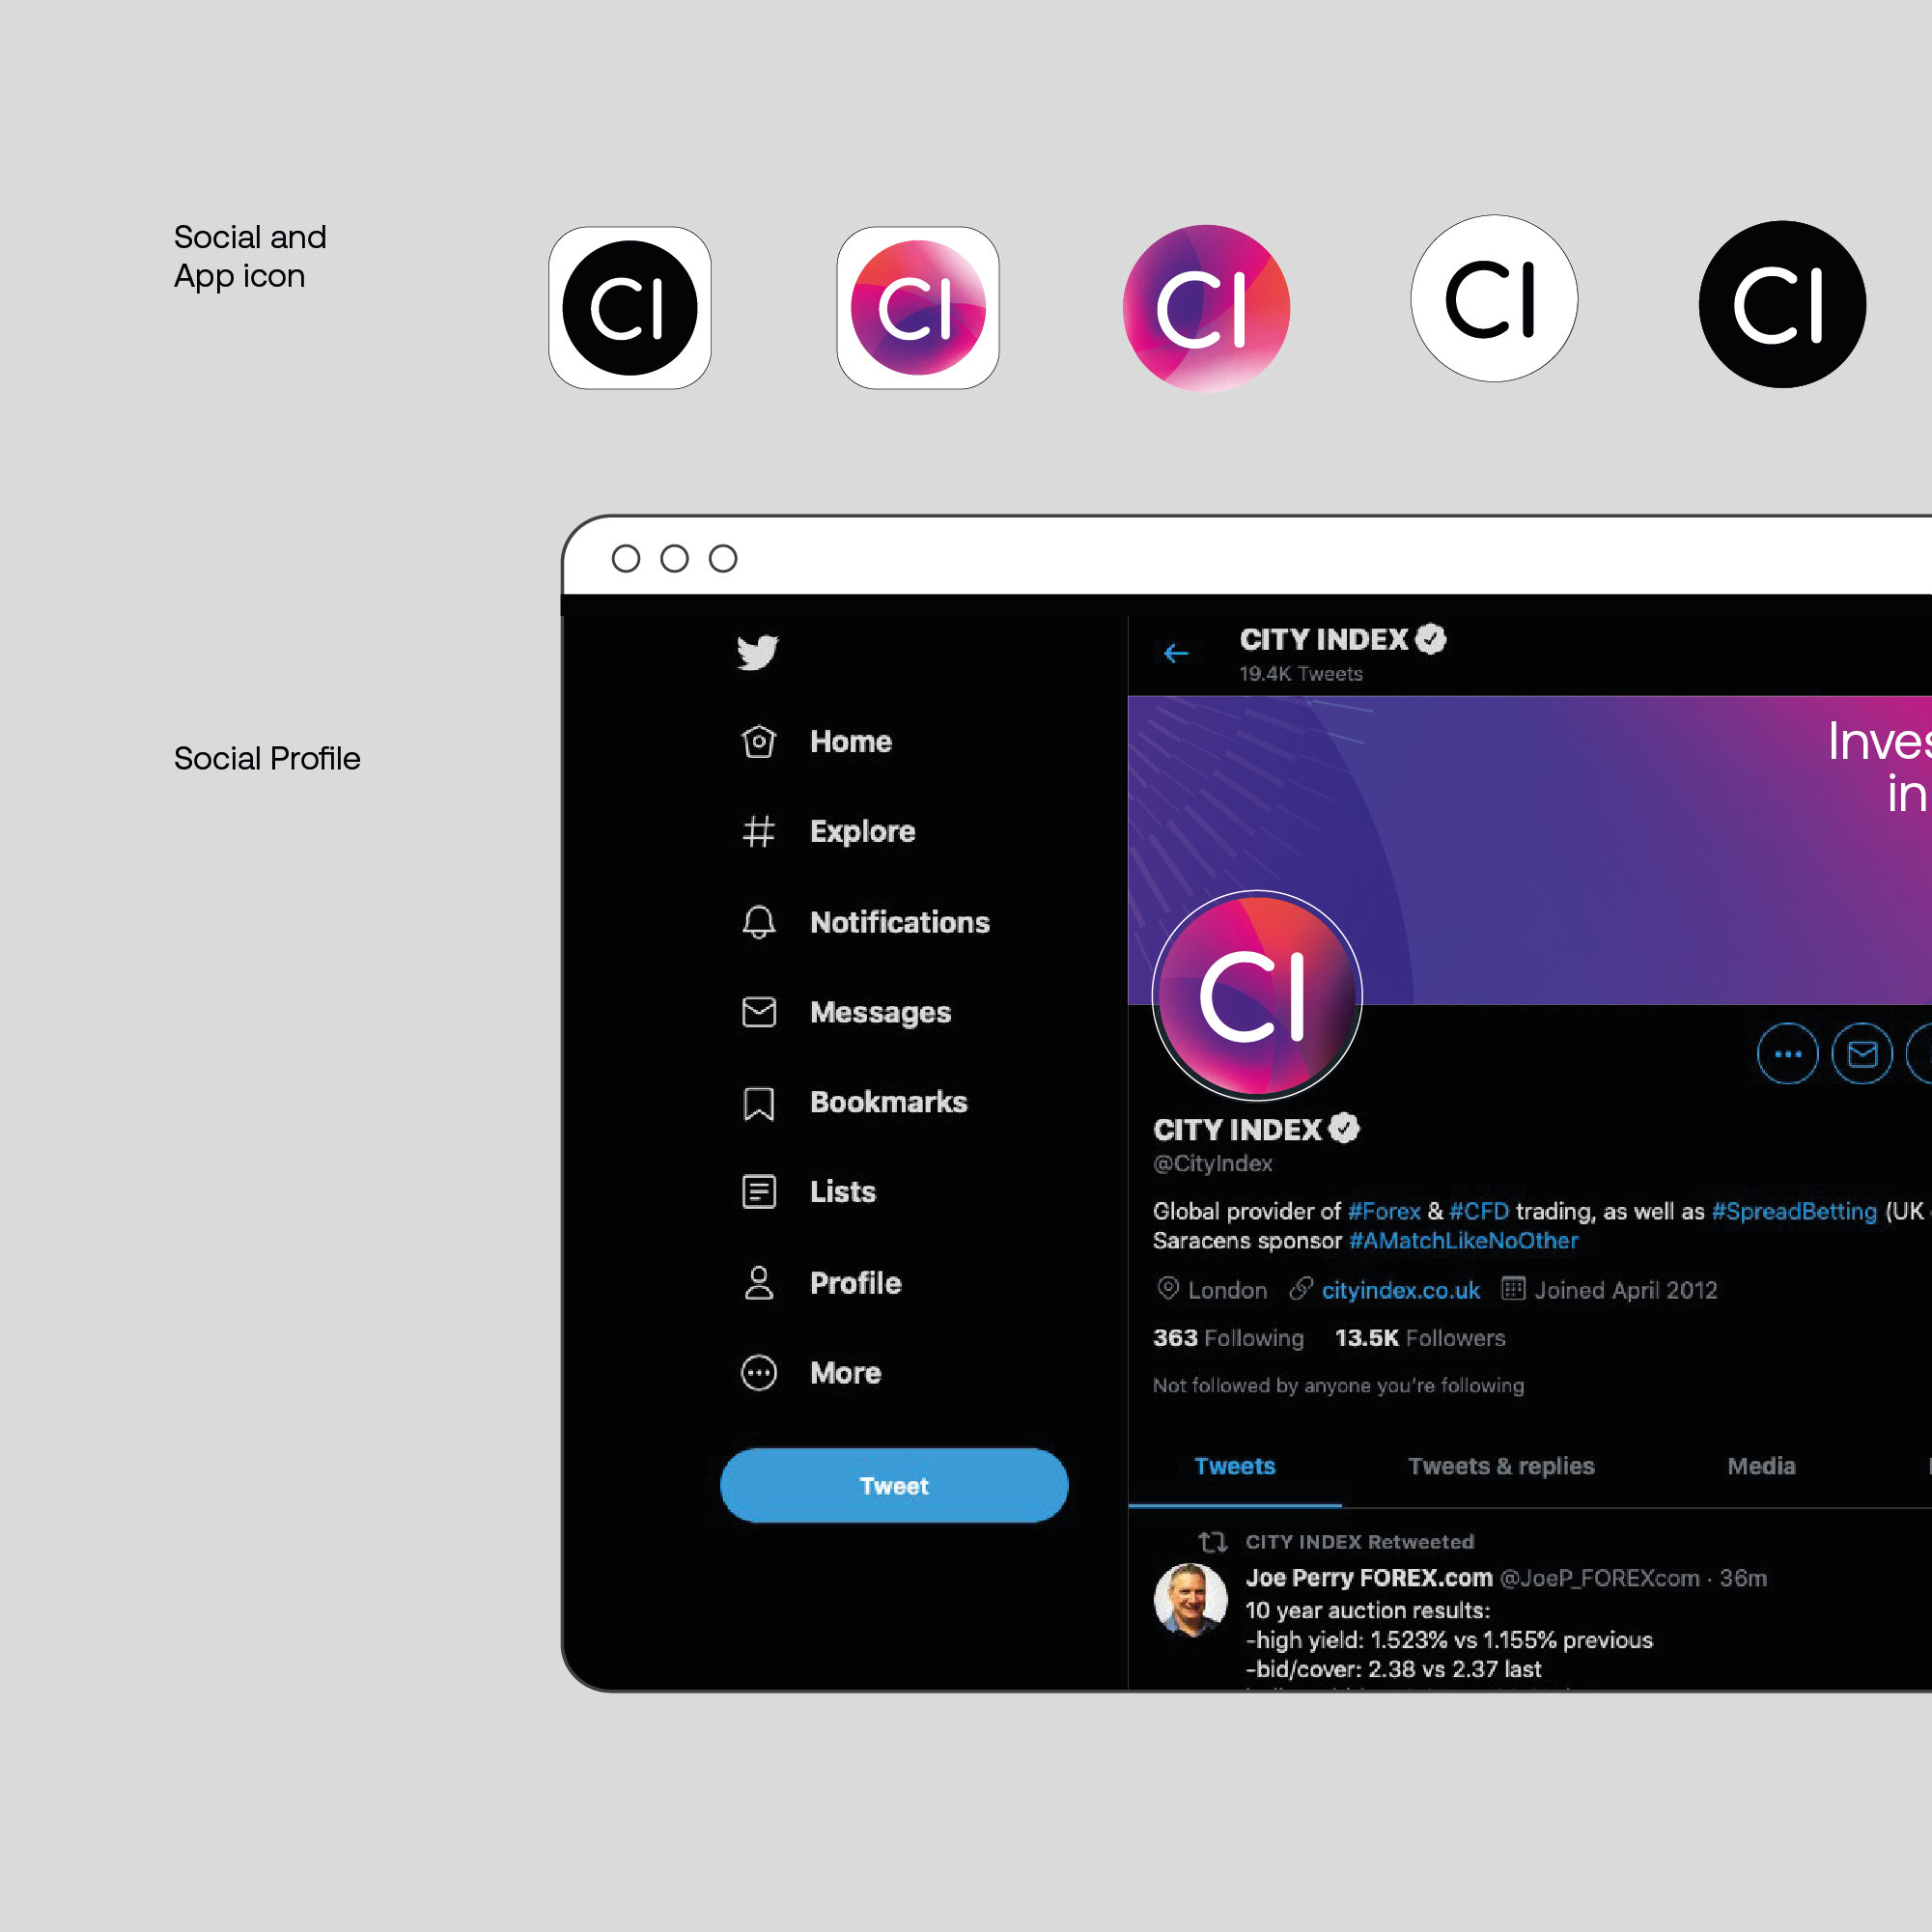 Social and
App icon
CI
CI
CI
CI
CI
Social Profile
CITY INDEX
19.4K Tweets
Home
Explore
Notifications
Messages
Bookmarks
Lists
Profile
More
Tweet
in
CI
CITY INDEX
@CityIndex
Global provider of #Forex & #CFD trading, as well as #SpreadBetting (UK
Saracens sponsor #AMatchLikeNoOther
London cityindex.co.uk Joined April 2012
363 Following 13.5K Followers
Not followed by anyone you're following
Tweets Tweets & replies Media
CITY INDEX Retweeted
Joe Perry FOREX.com @JoeP_FOREXcom · 36m
10 year auction results:
-high yield: 1.523% vs 1.155% previous
-bid/cover: 2.38 vs 2.37 last